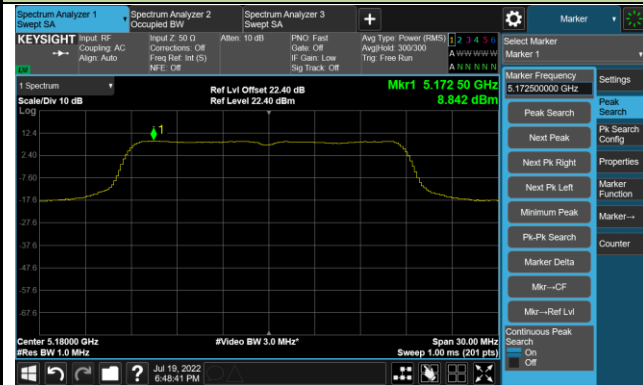 Spectrum Analyzer 1
Swept SA
Spectrum Analyzer 2
Occupied BW
Spectrum Analyzer 3
Swept SA
+
Marker
KEYSIGHT
Input: RF
Coupling: AC
Align: Auto
Input Z: 50 Ω
Corrections: Off
Freq Ref: Int (S)
NFE: Off
Atten: 10 dB
PNO: Fast
Gate: Off
IF Gain: Low
Sig Track: Off
Avg Type: Power (RMS)
Avg|Hold: 300/300
Trig: Free Run
1 2 3 4 5 6
A W W W W W
A N N N N N
Select Marker
Marker 1
1 Spectrum
Scale/Div 10 dB
Log
Ref Lvl Offset 22.40 dB
Ref Level 22.40 dBm
Mkr1 5.172 50 GHz
8.842 dBm
1
12.4
2.40
-7.60
-17.6
-27.6
-37.6
-47.6
-57.6
-67.6
Center 5.18000 GHz
#Res BW 1.0 MHz
#Video BW 3.0 MHz*
Span 30.00 MHz
Sweep 1.00 ms (201 pts)
Marker Frequency
5.172500000 GHz
Peak Search
Next Peak
Next Pk Right
Next Pk Left
Minimum Peak
Pk-Pk Search
Marker Delta
Mkr→CF
Mkr→Ref Lvl
Continuous Peak
Search
On
Off
Settings
Peak
Search
Pk Search
Config
Properties
Marker
Function
Marker→
Counter
?
Jul 19, 2022
6:48:41 PM